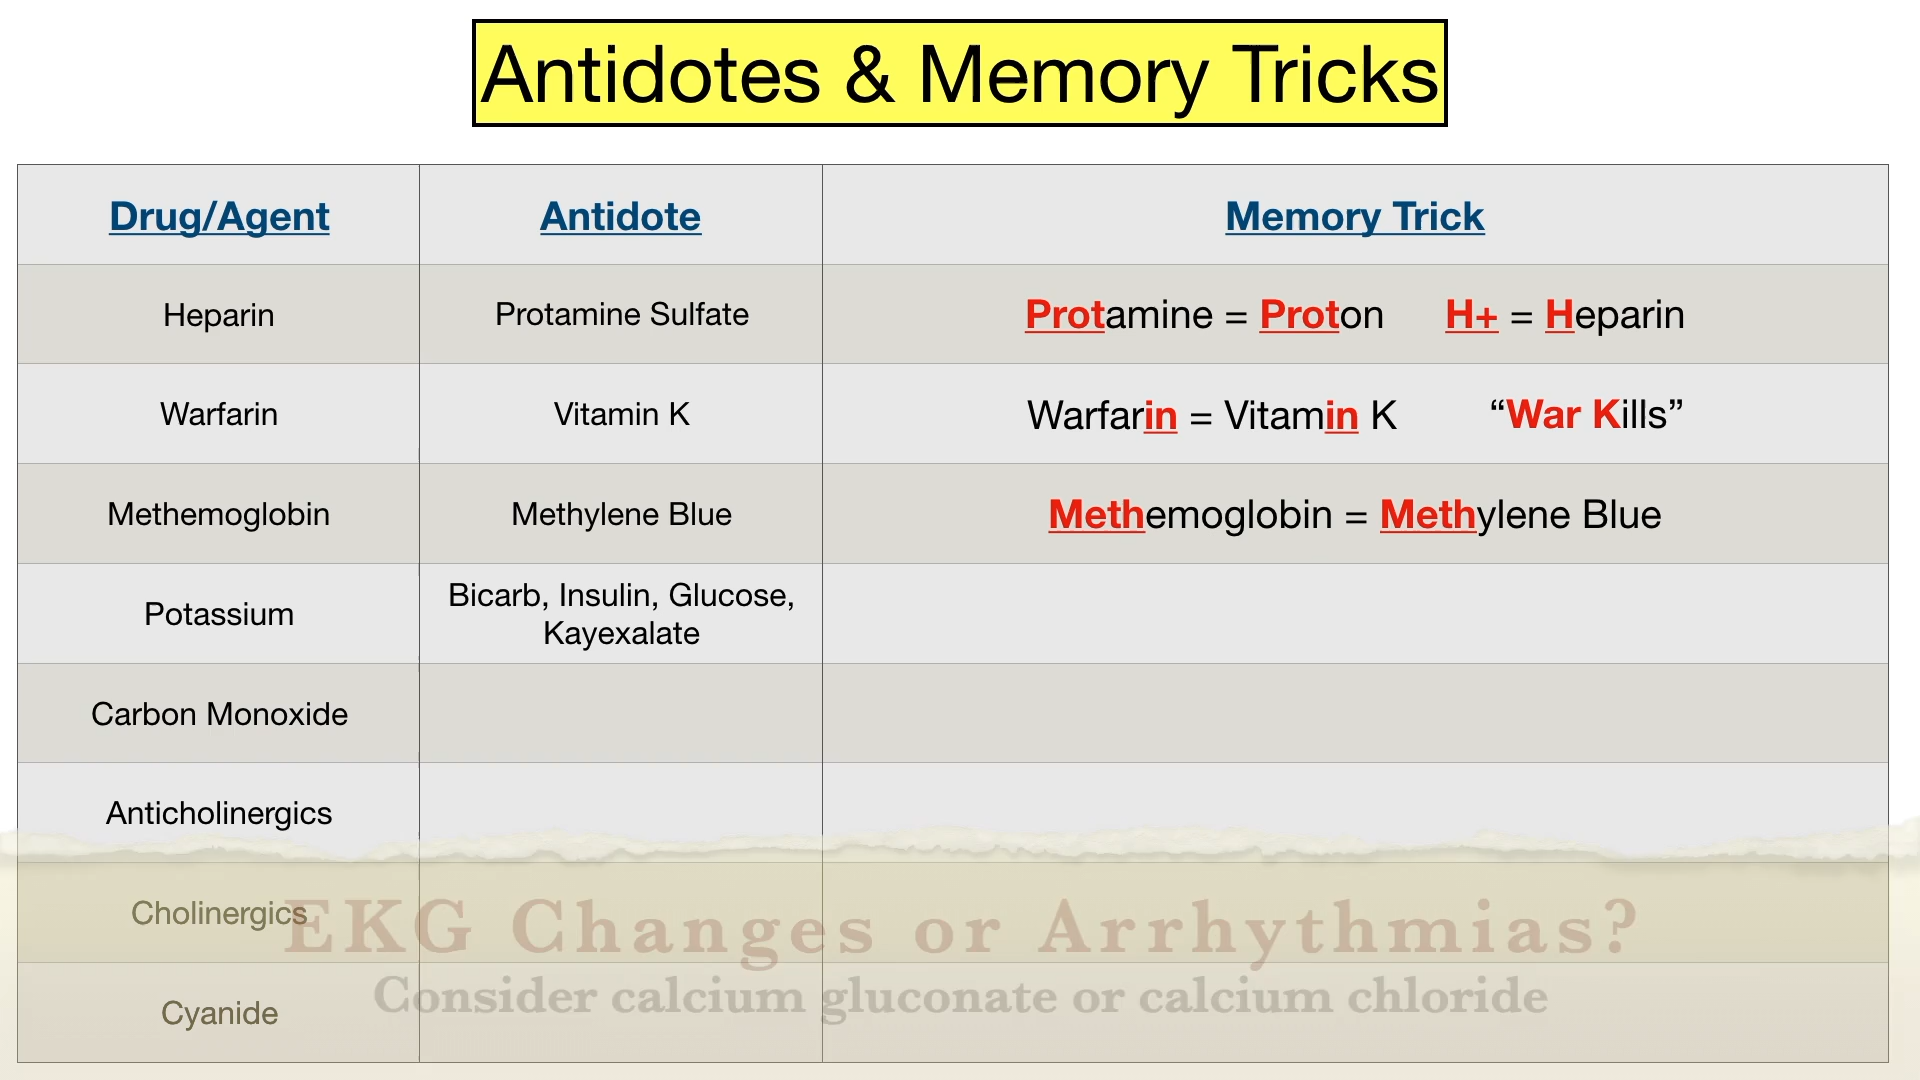 Antidotes & Memory Tricks
Drug/Agent Antidote Memory Trick
Heparin Protamine Sulfate Protamine = Proton H+ = Heparin
Warfarin Vitamin K Warfarin = Vitamin K “War Kills”
Methemoglobin Methylene Blue Methemoglobin = Methylene Blue
Potassium Bicarb, Insulin, Glucose,
Kayexalate
Carbon Monoxide
Anticholinergics
Cholinergics
EKG Changes or Arrhythmias?
Consider calcium gluconate or calcium chloride
Cyanide